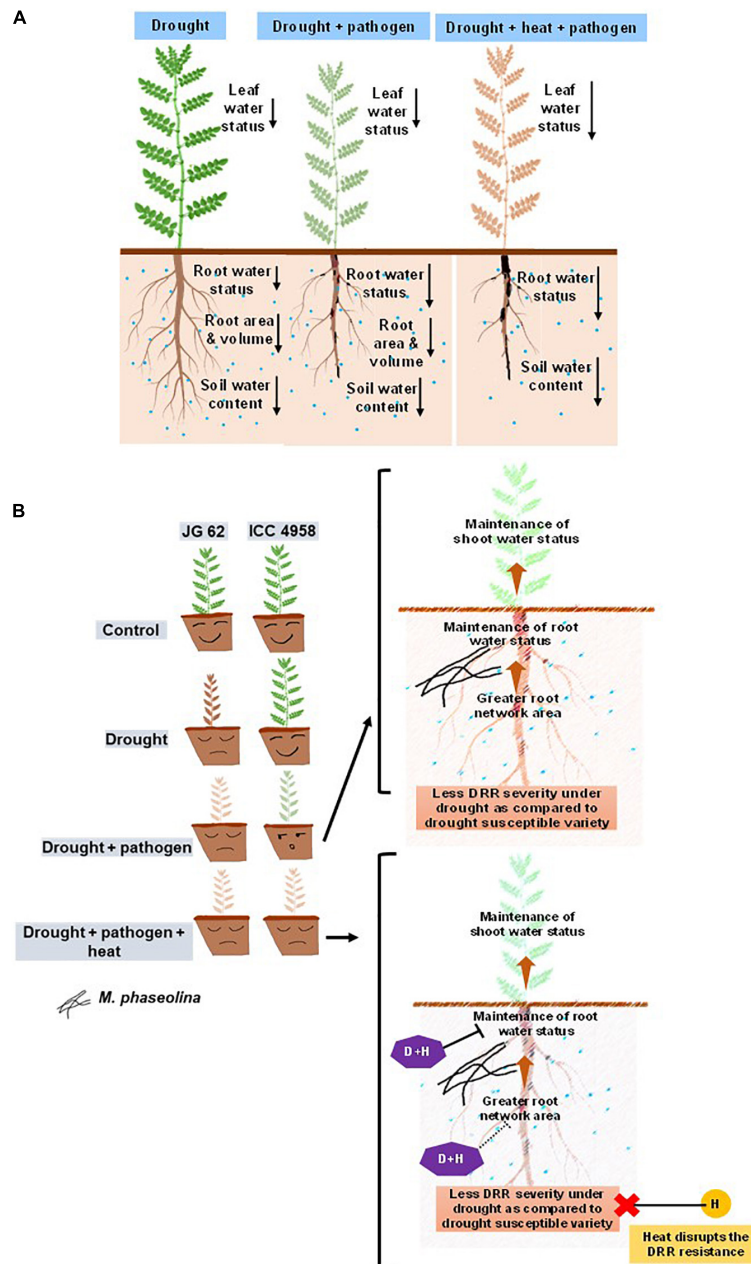 A
Drought
Drought + pathogen
Drought + heat + pathogen
Leaf
water
status
Leaf
water
status
Leaf
water
status
Root water
status
Root area
& volume
Soil water
content
Root water
status
Root
area &
volume
Soil water
content
Root water
status
Soil water
content
B
JG 62
ICC 4958
Control
Drought
Drought + pathogen
Drought + pathogen +
heat
M. phaseolina
Maintenance of
shoot water status
Maintenance of root
water status
Greater root
network area
Less DRR severity under
drought as compared to
drought susceptible variety
Maintenance of
shoot water status
Maintenance of root
water status
D+H
Greater root
network area
D+H
Less DRR severity under
drought as compared to
drought susceptible variety
H
Heat disrupts the
DRR resistance